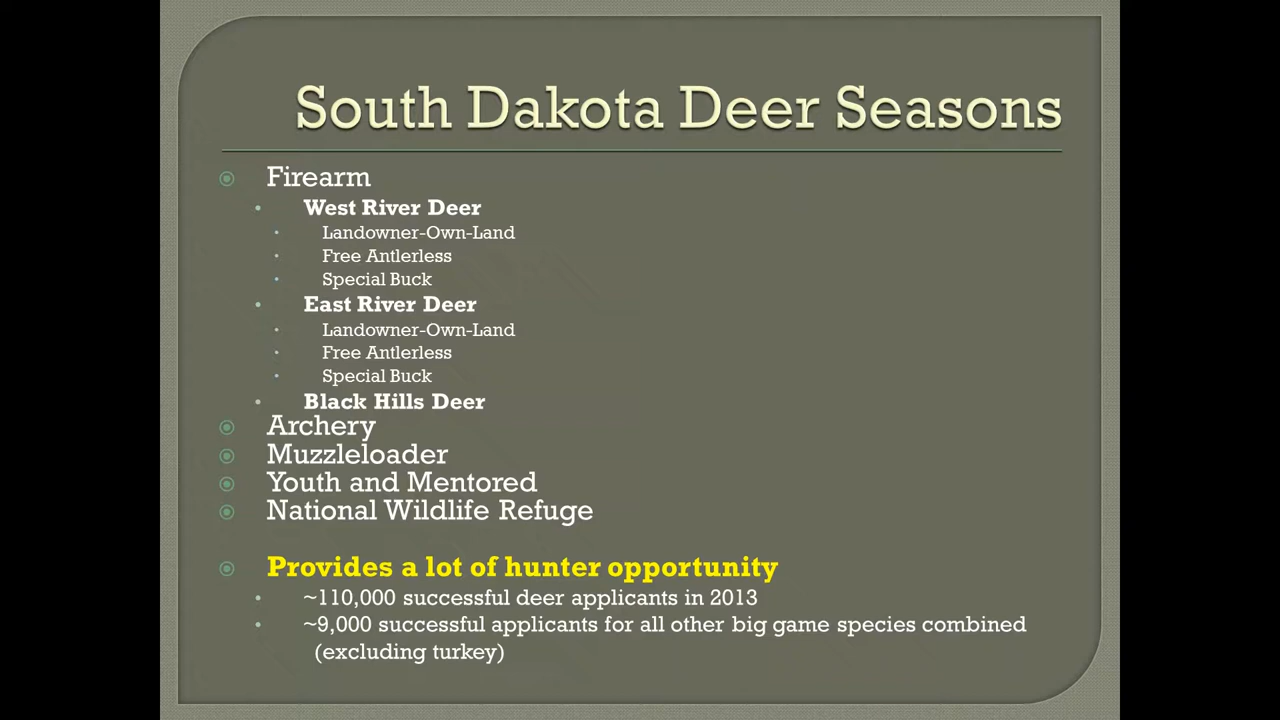 South Dakota Deer Seasons
Firearm
West River Deer
Landowner-Own-Land
Free Antlerless
Special Buck
East River Deer
Landowner-Own-Land
Free Antlerless
Special Buck
Black Hills Deer
Archery
Muzzleloader
Youth and Mentored
National Wildlife Refuge
Provides a lot of hunter opportunity
~110,000 successful deer applicants in 2013
~9,000 successful applicants for all other big game species combined
(excluding turkey)